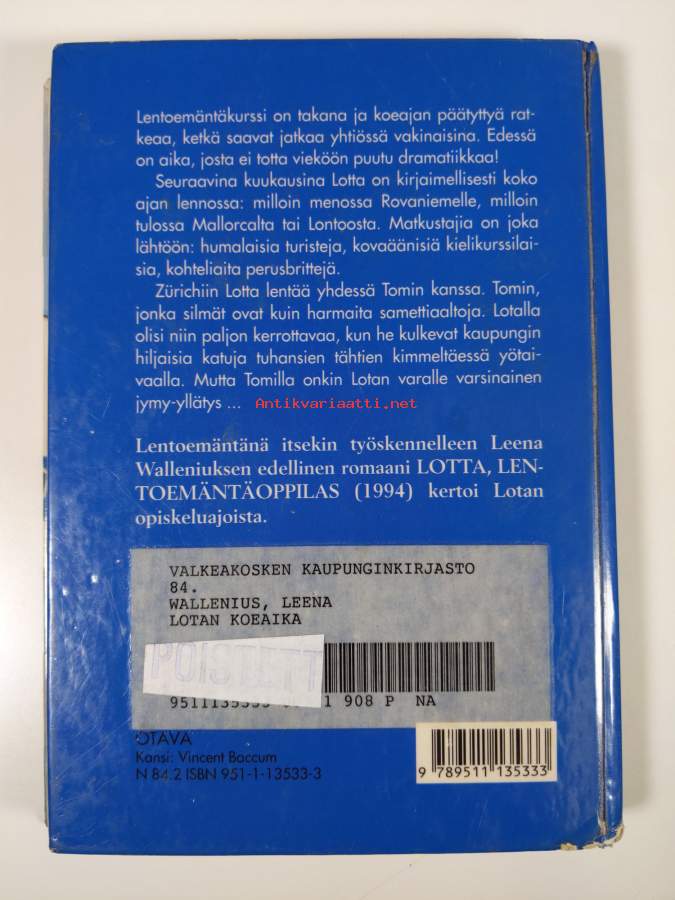 Lentoemäntäkurssi on takana ja koeajan päätyttyä rat-
keaa, ketkä saavat jatkaa yhtiössä vakinaisina. Edessä
on aika, josta ei totta vieköön puutu dramatiikkaa!
Seuraavina kuukausina Lotta on kirjaimellisesti koko
ajan lennossa: milloin menossa Rovaniemelle, milloin
tulossa Mallorcalta tai Lontoosta. Matkustajia on joka
lähtöön: humalaisia turisteja, kovaäänisiä kielikurssilai-
sia, kohteliaita perusbrittejä.
Zürichiin Lotta lentää yhdessä Tomin kanssa. Tomin,
jonka silmät ovat kuin harmaita samettiaaltoja. Lotalla
olisi niin paljon kerrottavaa, kun he kulkevat kaupungin
hiljaisia katuja tuhansien tähtien kimmeltäessä yötai-
vaalla. Mutta Tomilla onkin Lotan varalle varsinainen
jymy-yllätys ...
Antikvariaatti.net
Lentoemäntänä itsekin työskennelleen Leena
Walleniuksen edellinen romaani LOTTA, LEN-
TOEMÄNTÄOPPILAS (1994) kertoi Lotan
opiskeluajoista.
VALKEAKOSKEN KAUPUNGINKIRJASTO
84.
WALLENIUS, LEENA
LOTAN KOEAIKA
POISTETTU
9511135333 1 908 P NA
OTAVA
Kansi: Vincent Baccum
N 84.2 ISBN 951-1-13533-3
9 789511 135333